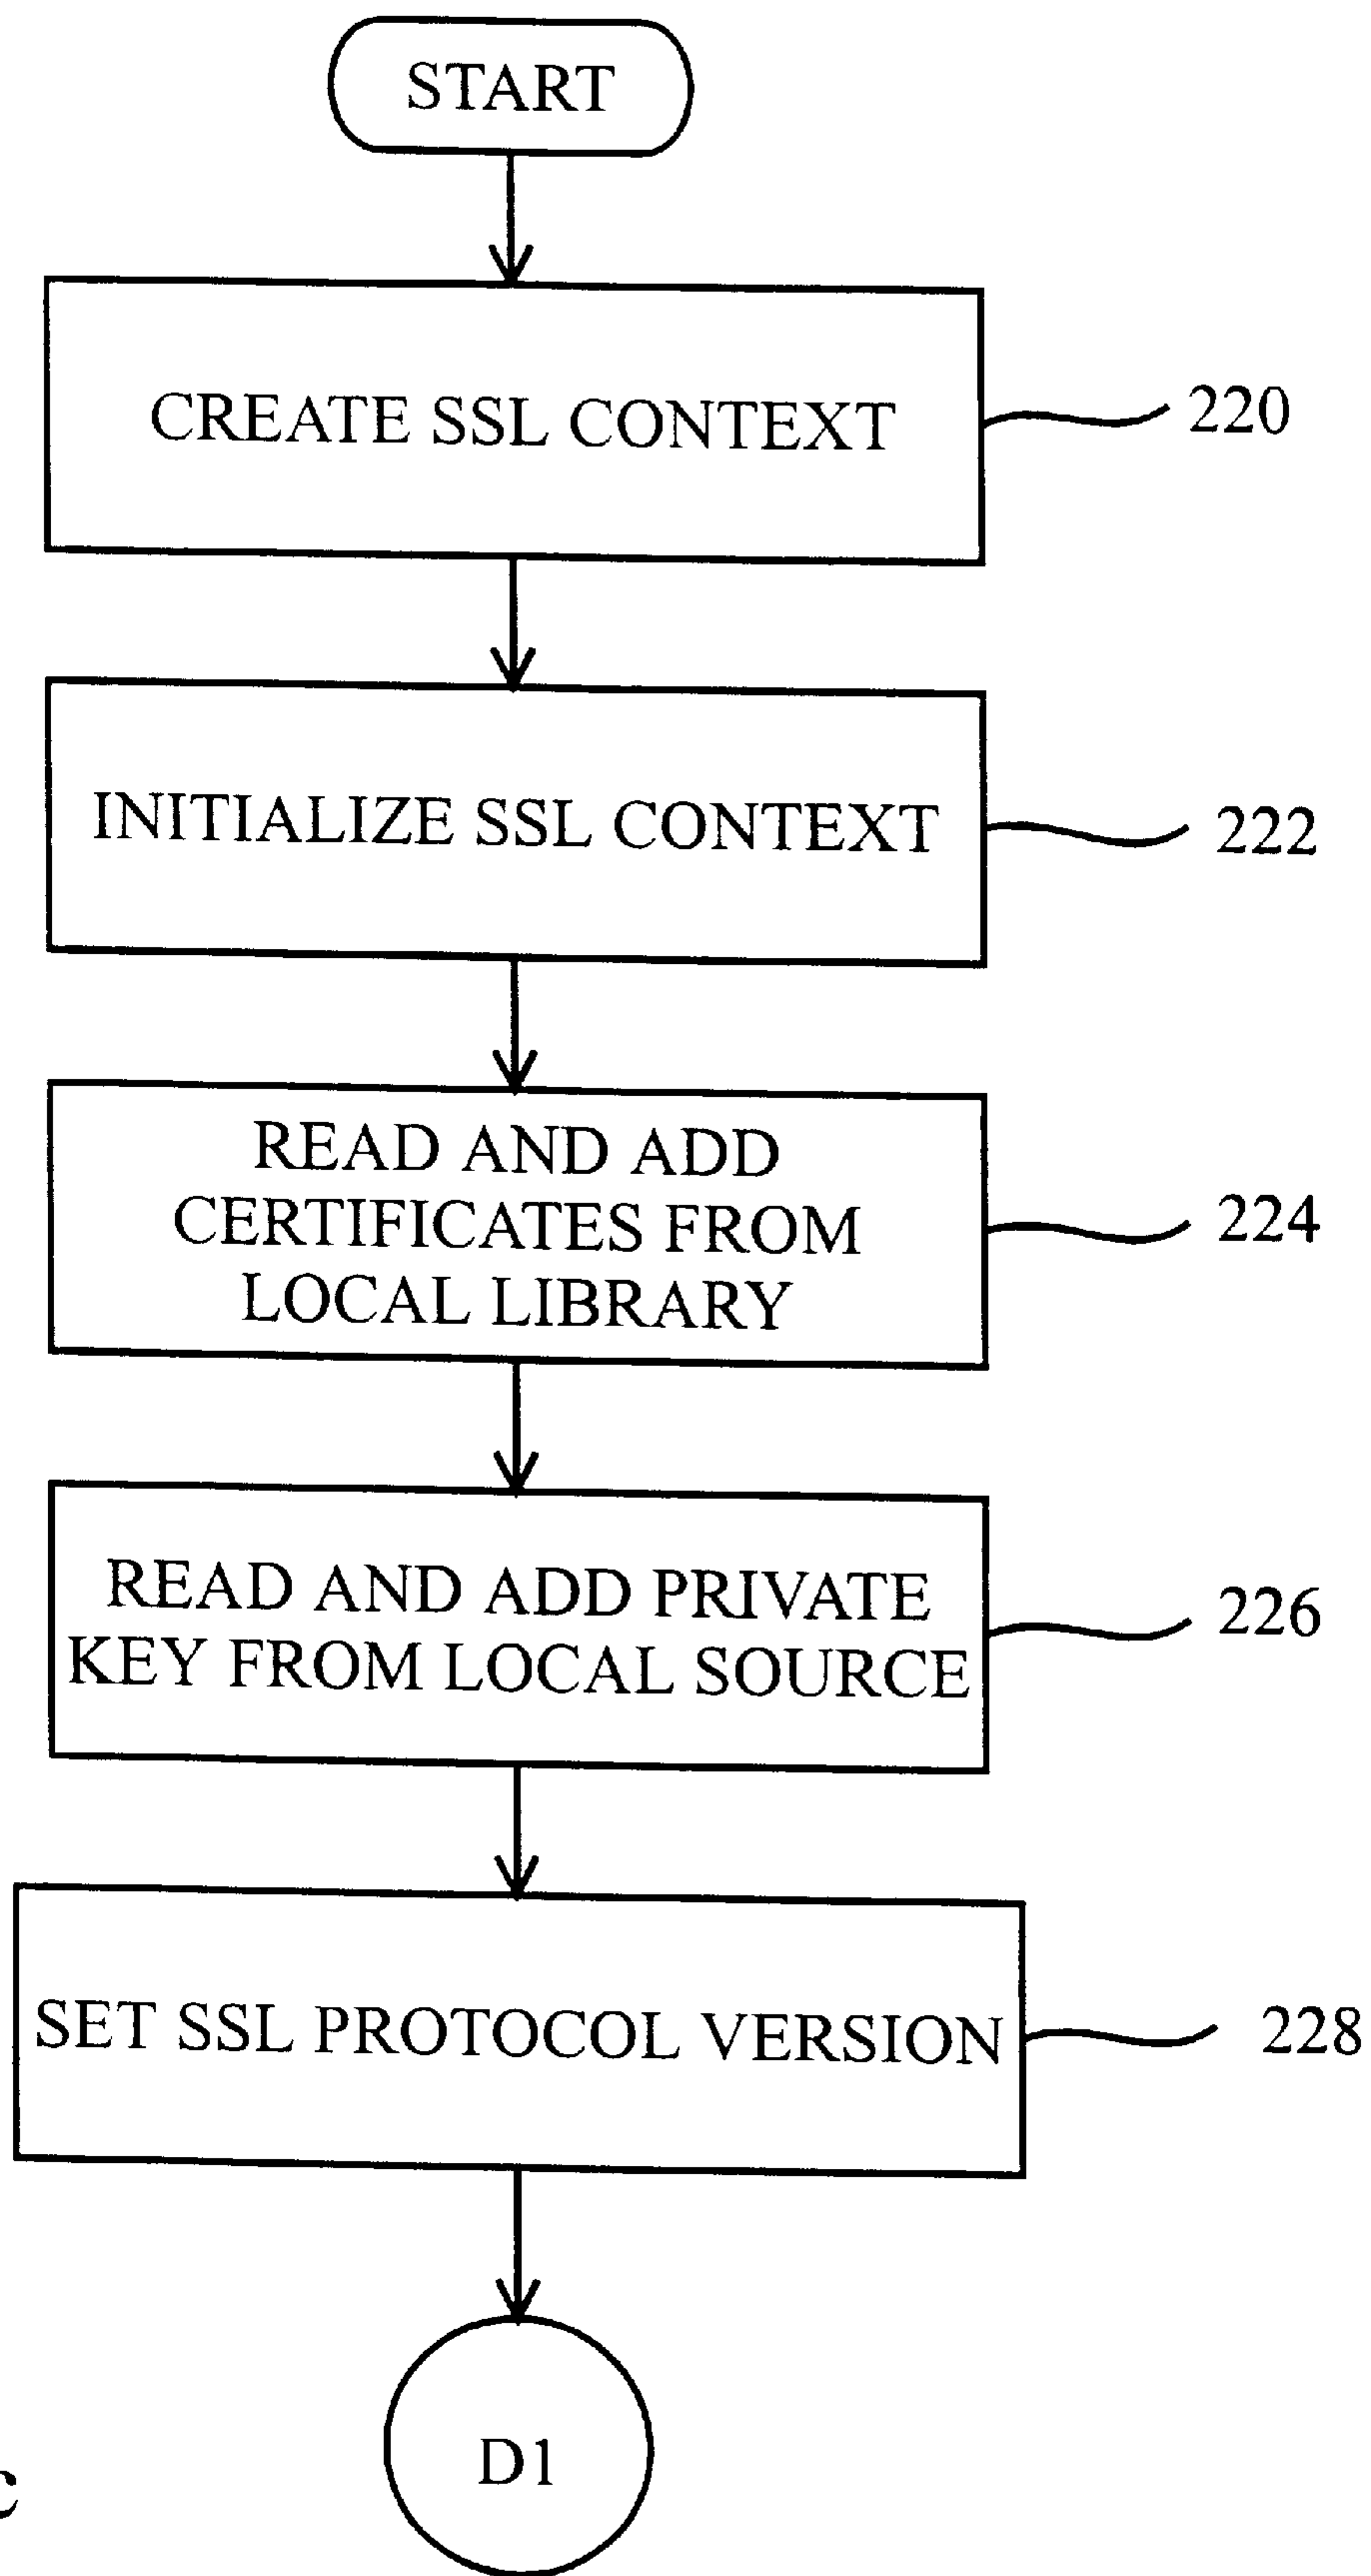 START
CREATE SSL CONTEXT
220
INITIALIZE SSL CONTEXT
222
READ AND ADD
CERTIFICATES FROM
LOCAL LIBRARY
224
READ AND ADD PRIVATE
KEY FROM LOCAL SOURCE
226
SET SSL PROTOCOL VERSION
228
D1